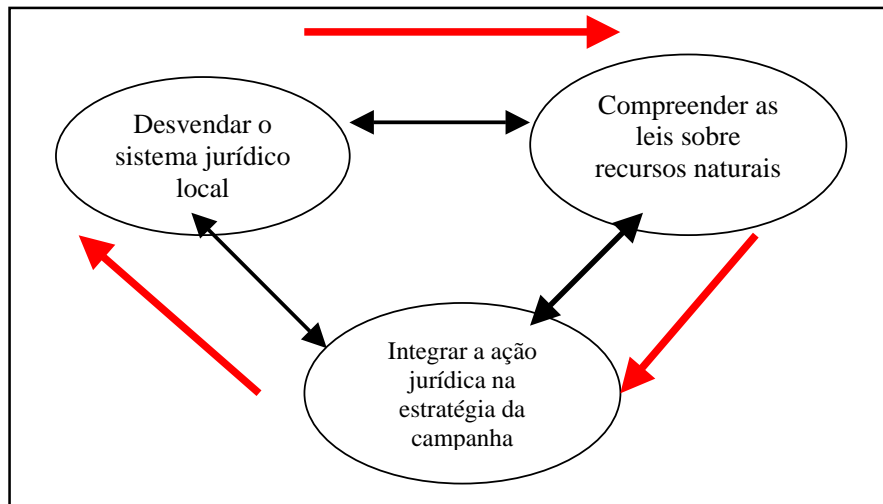 Desvendar o
sistema jurídico
local
Compreender as
leis sobre
recursos naturais
Integrar a ação
jurídica na
estratégia da
campanha